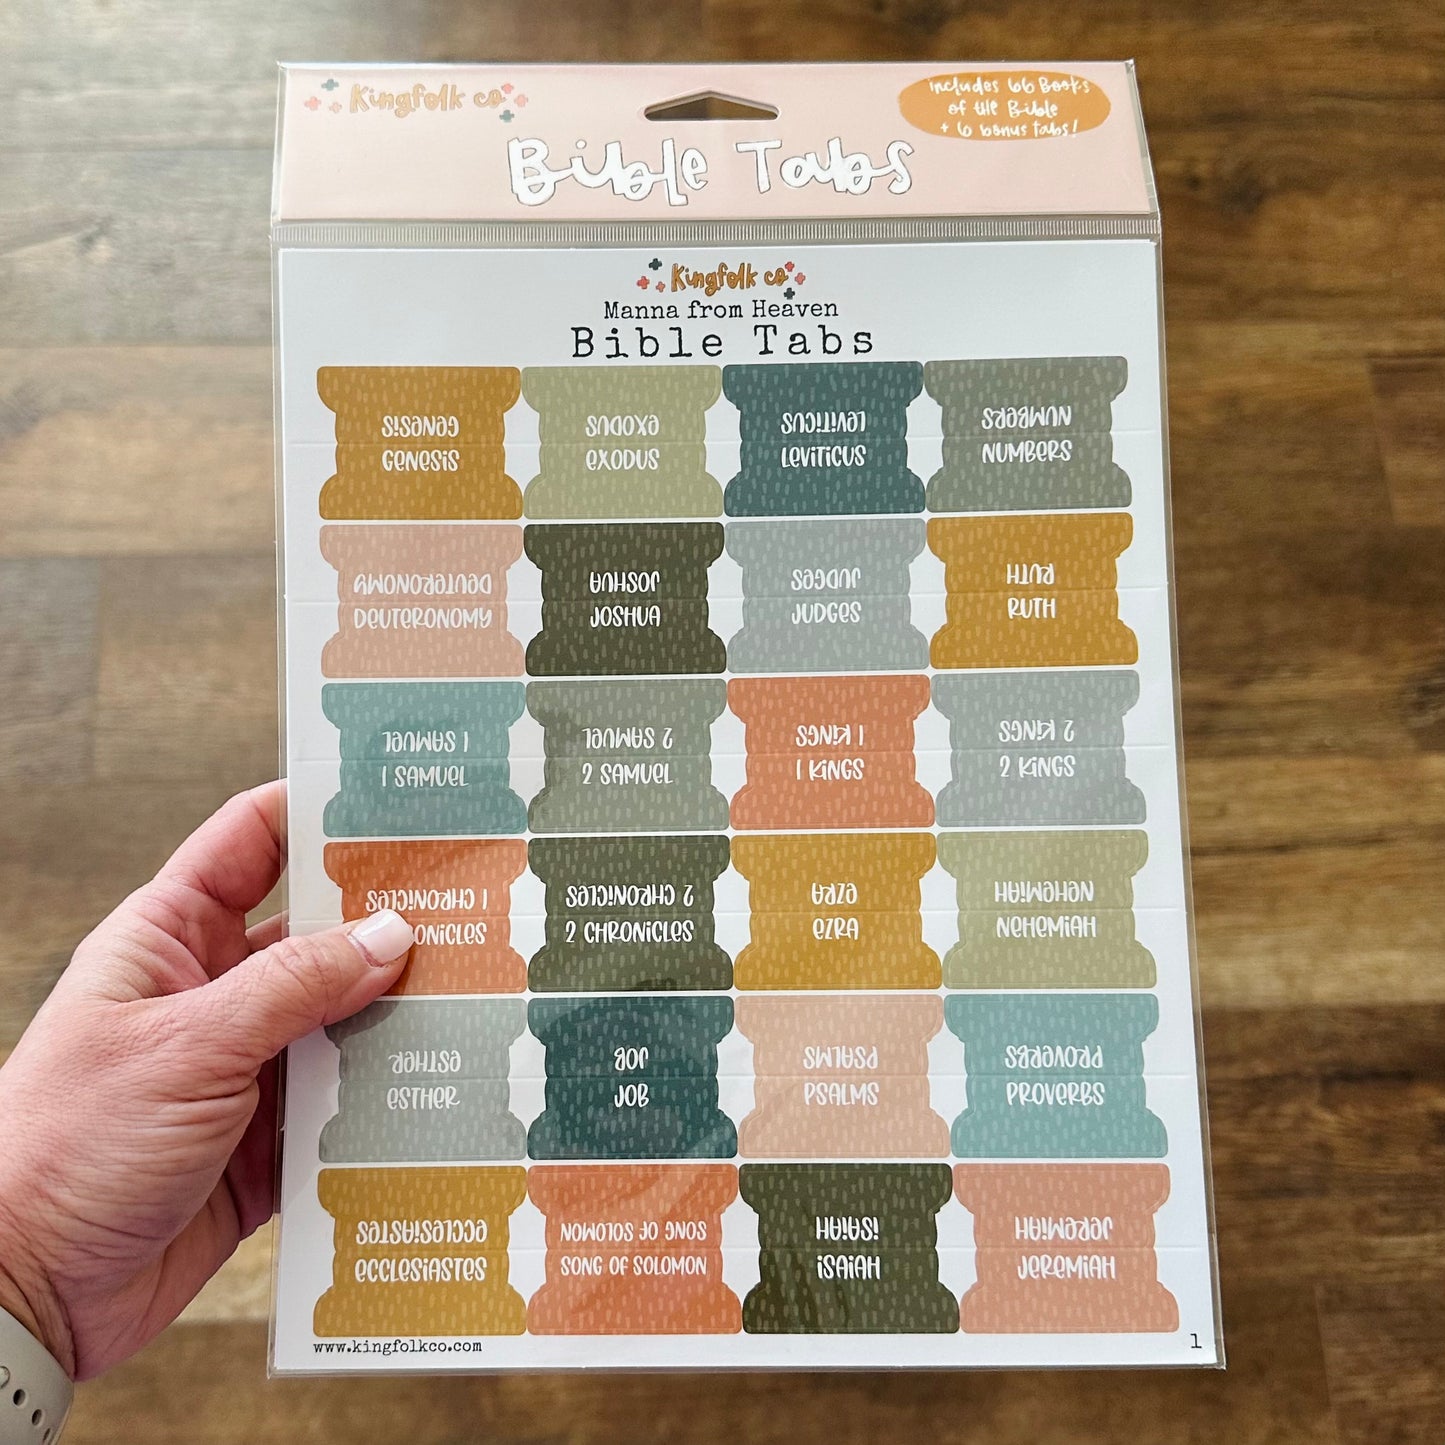 Kingfolk co
includes 66 Books
of the Bible
+ 6 bonus tabs!
Bible Tabs
Kingfolk co
Manna from Heaven
Bible Tabs
GENESIS
GENESIS
EXODUS
EXODUS
LEVITICUS
LEVITICUS
NUMBERS
NUMBERS
DEUTERONOMY
DEUTERONOMY
JOSHUA
JOSHUA
JUDGES
JUDGES
RUTH
RUTH
1 SAMUEL
1 SAMUEL
2 SAMUEL
2 SAMUEL
1 KINGS
1 KINGS
2 KINGS
2 KINGS
1 CHRONICLES
ONICLES
2 CHRONICLES
2 CHRONICLES
EZRA
EZRA
NEHEMIAH
NEHEMIAH
ESTHER
ESTHER
JOB
JOB
PSALMS
PSALMS
PROVERBS
PROVERBS
ECCLESIASTES
ECCLESIASTES
SONG OF SOLOMON
SONG OF SOLOMON
ISAIAH
ISAIAH
JEREMIAH
JEREMIAH
www.kingfolkco.com
1